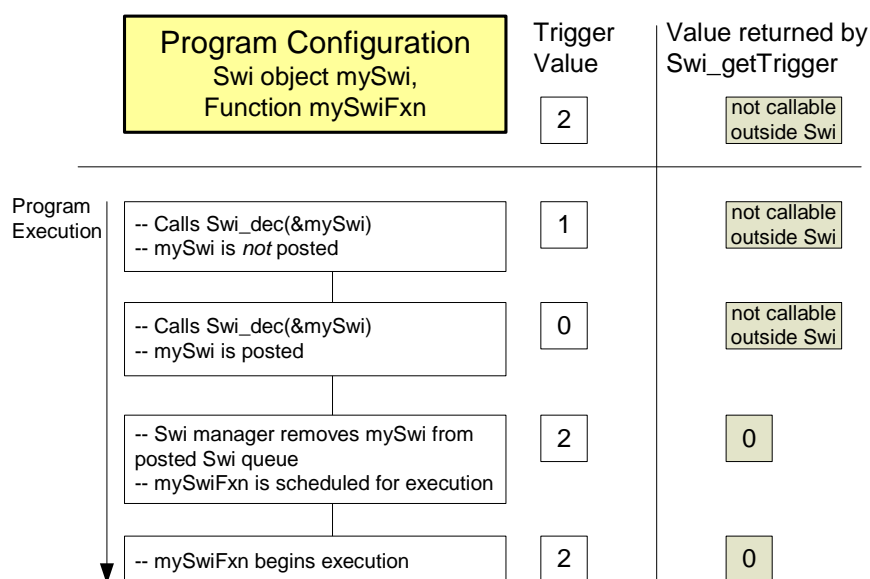 Program Configuration
Swi object mySwi,
Function mySwiFxn
Trigger
Value
Value returned by
Swi_getTrigger
2
not callable
outside Swi
Program
Execution
-- Calls Swi_dec(&mySwi)
-- mySwi is not posted
1
not callable
outside Swi
-- Calls Swi_dec(&mySwi)
-- mySwi is posted
0
not callable
outside Swi
-- Swi manager removes mySwi from
posted Swi queue
-- mySwiFxn is scheduled for execution
2
0
-- mySwiFxn begins execution
2
0